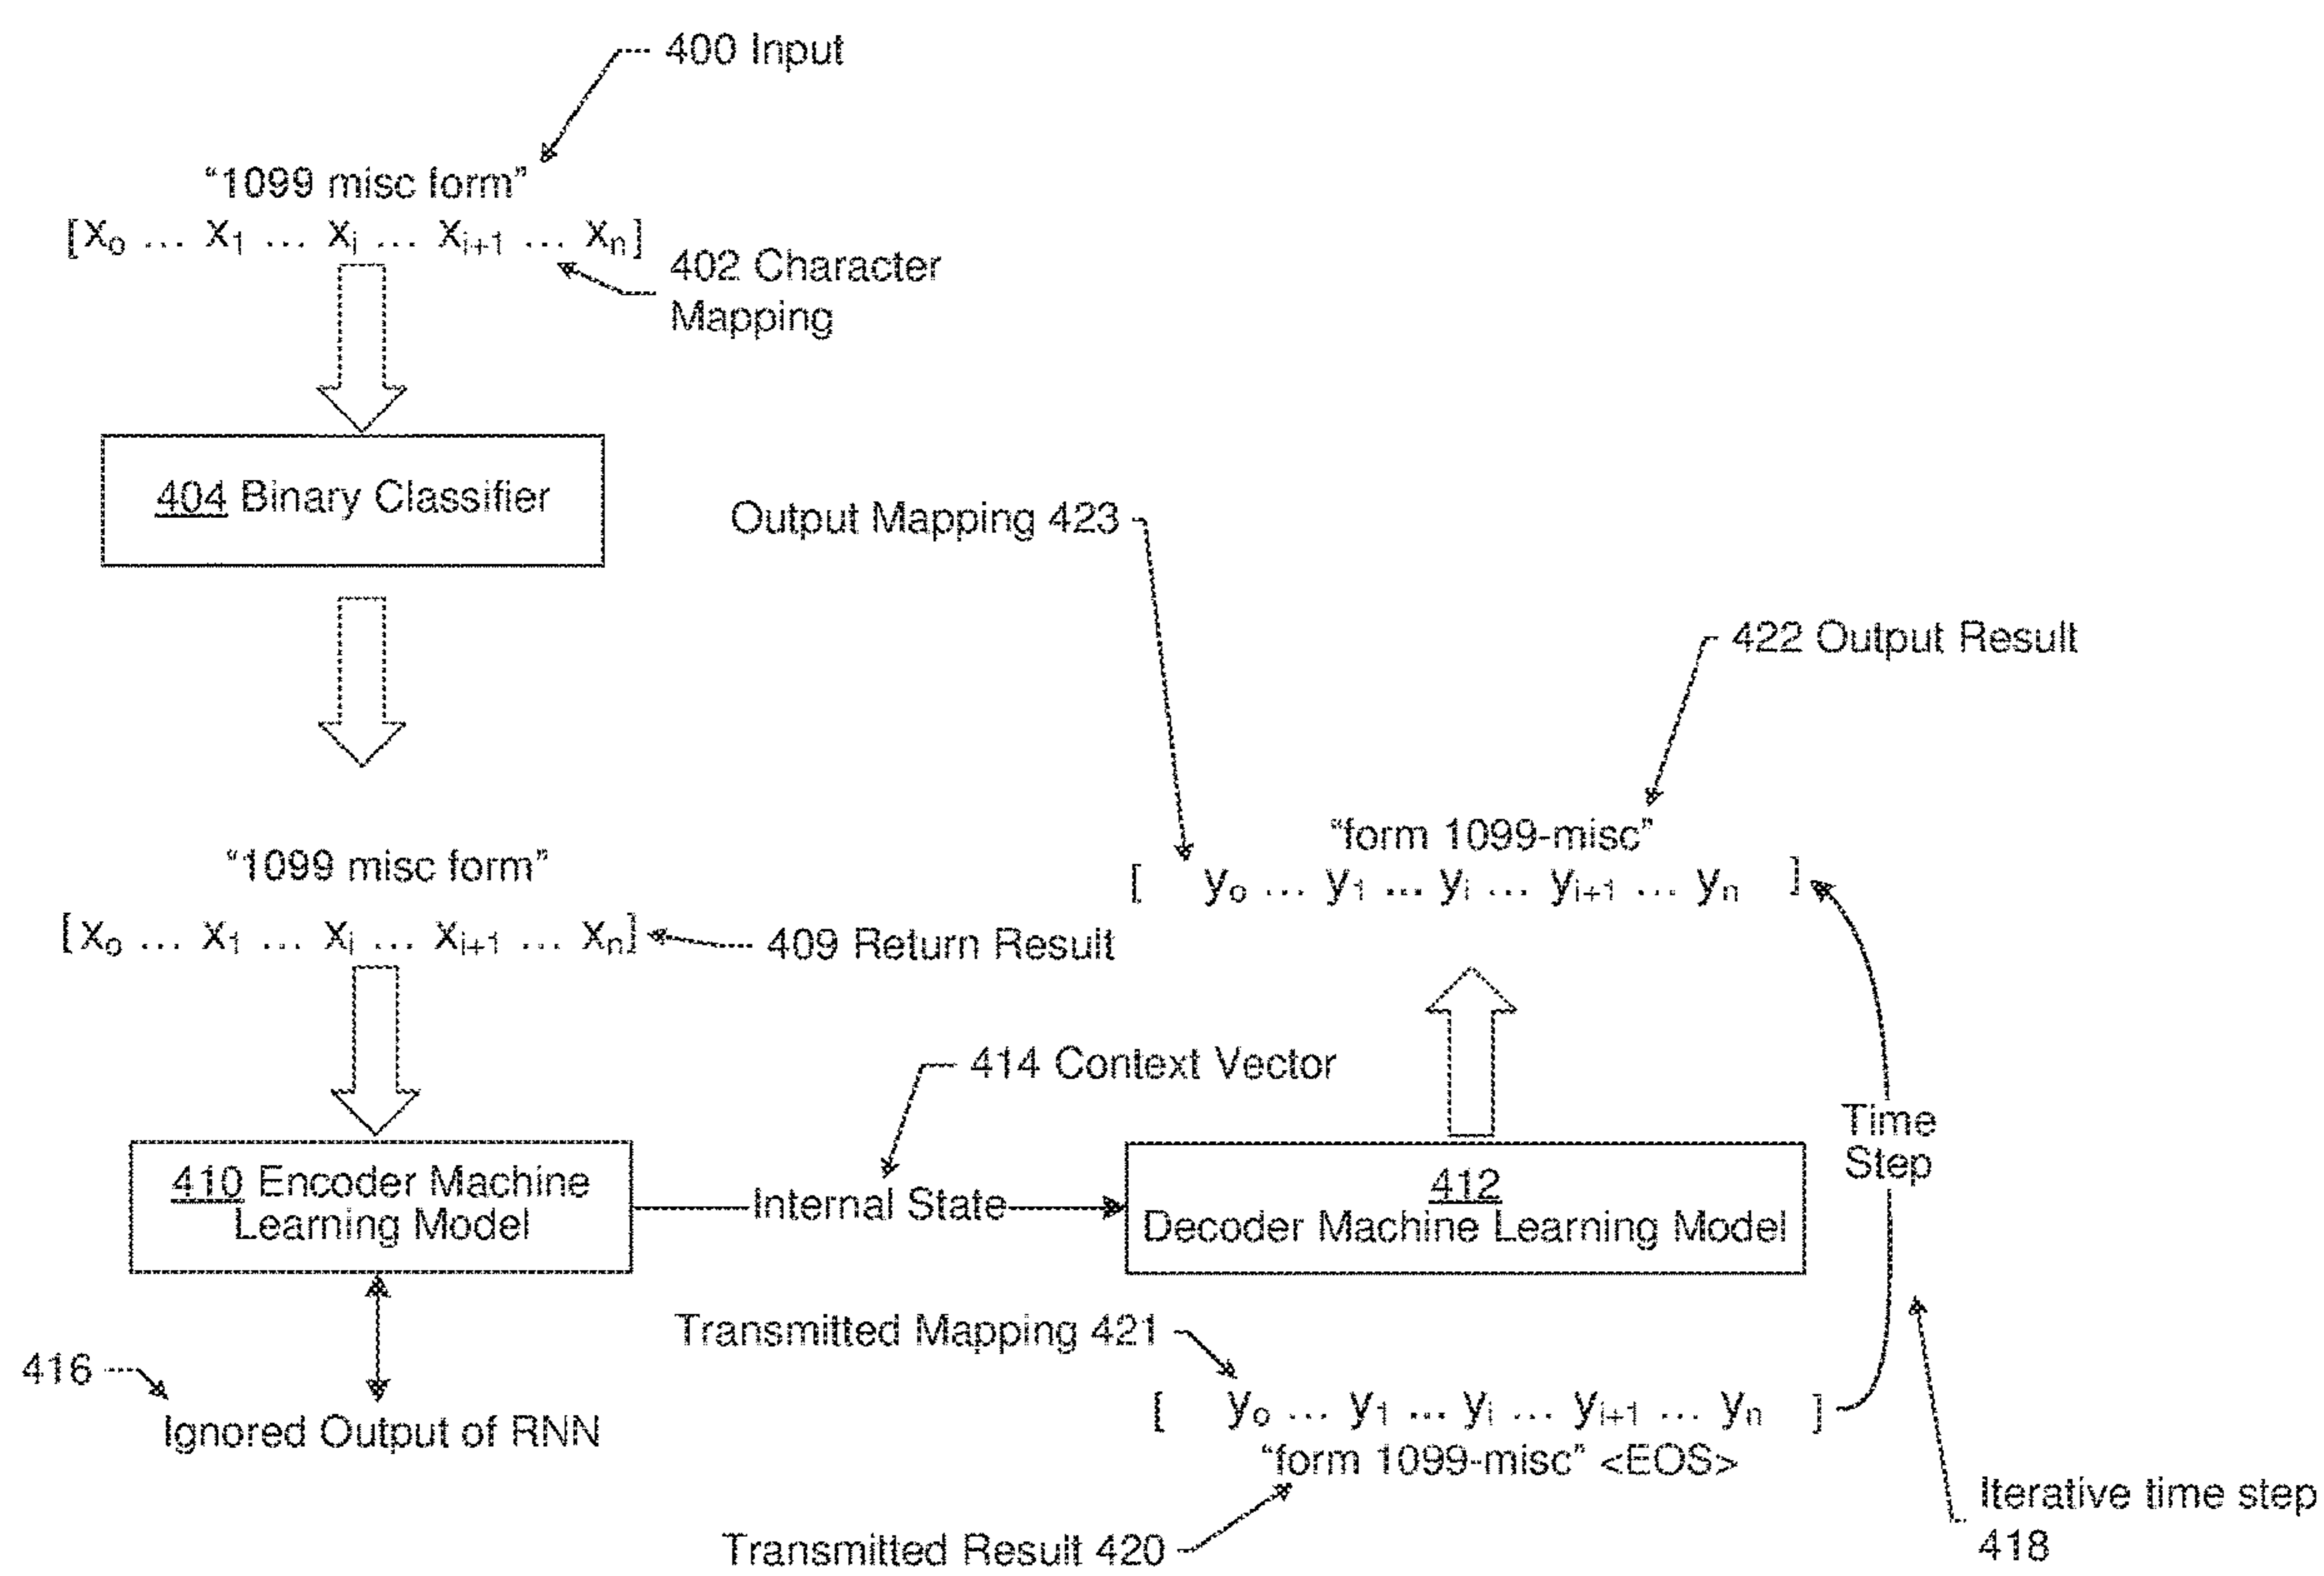 400 Input
“1099 misc form”
[x₀ ... x₁ ... xᵢ ... xᵢ₊₁ ... xₙ]
402 Character
Mapping
404 Binary Classifier
Output Mapping 423
422 Output Result
“form 1099-misc”
[ y₀ ... y₁ ... yᵢ ... yᵢ₊₁ ... yₙ ]
“1099 misc form”
[x₀ ... x₁ ... xᵢ ... xᵢ₊₁ ... xₙ]
409 Return Result
414 Context Vector
Time
Step
410 Encoder Machine
Learning Model
Internal State
412
Decoder Machine Learning Model
Transmitted Mapping 421
416
Ignored Output of RNN
[ y₀ ... y₁ ... yᵢ ... yᵢ₊₁ ... yₙ ]
“form 1099-misc” <EOS>
Transmitted Result 420
Iterative time step
418